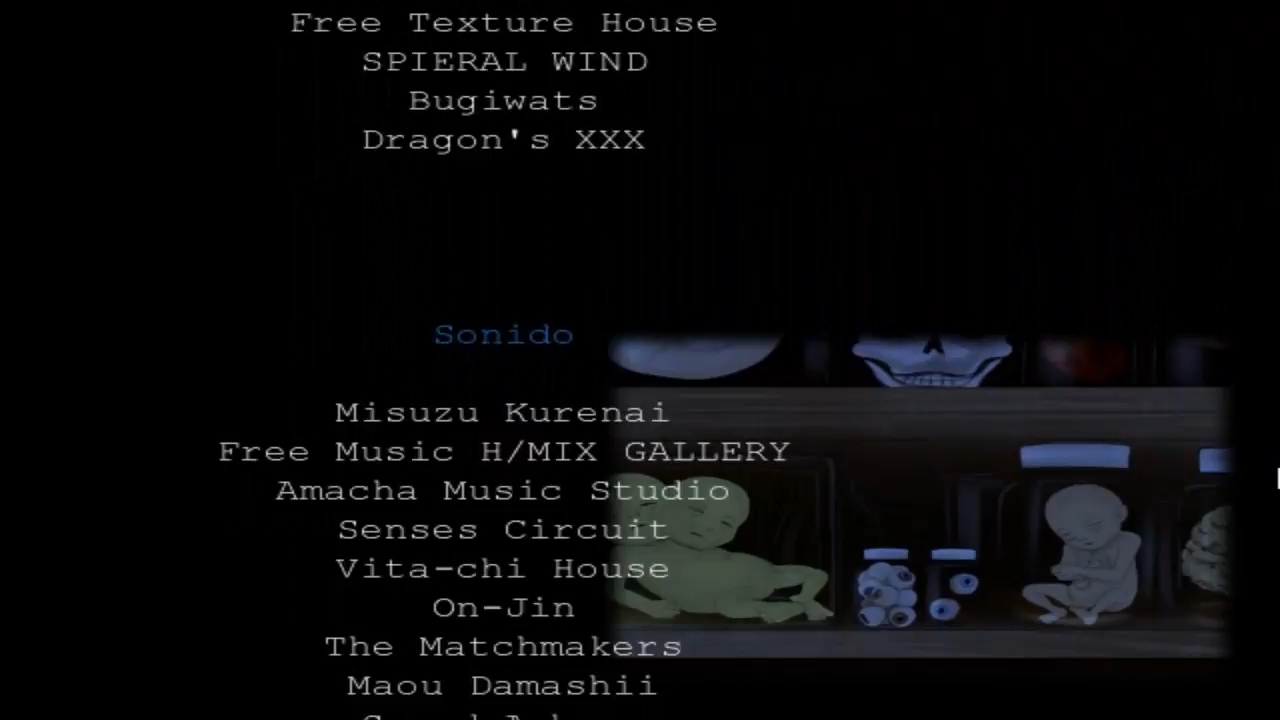 Free Texture House
SPIERAL WIND
Bugiwats
Dragon's XXX
Sonido
Misuzu Kurenai
Free Music H/MIX GALLERY
Amacha Music Studio
Senses Circuit
Vita-chi House
On-Jin
The Matchmakers
Maou Damashii